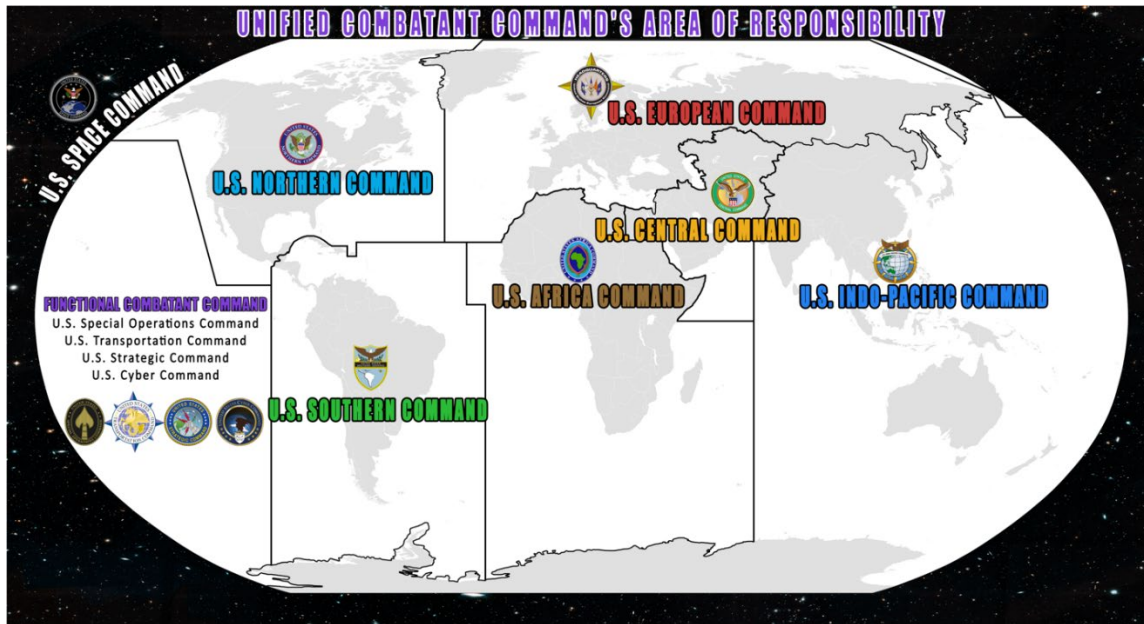 UNIFIED COMBATANT COMMAND'S AREA OF RESPONSIBILITY
U.S. SPACE COMMAND
U.S. EUROPEAN COMMAND
U.S. NORTHERN COMMAND
U.S. CENTRAL COMMAND
U.S. AFRICA COMMAND
U.S. INDO-PACIFIC COMMAND
FUNCTIONAL COMBATANT COMMAND
U.S. Special Operations Command
U.S. Transportation Command
U.S. Strategic Command
U.S. Cyber Command
U.S. SOUTHERN COMMAND